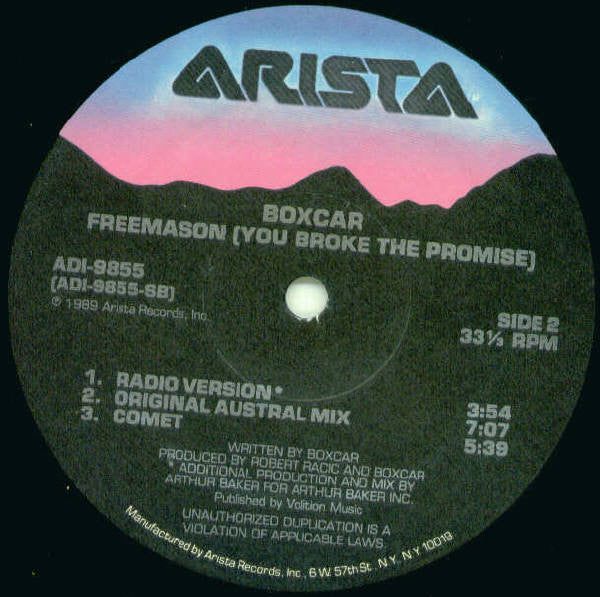 ARISTA
BOXCAR
FREEMASON (YOU BROKE THE PROMISE)
ADI-9855
(ADI-9855-SB)
℗ 1989 Arista Records, Inc.
SIDE 2
33⅓ RPM
1. RADIO VERSION* 3:54
2. ORIGINAL AUSTRAL MIX 7:07
3. COMET 5:39
WRITTEN BY BOXCAR
PRODUCED BY ROBERT RACIC AND BOXCAR
* ADDITIONAL PRODUCTION AND MIX BY
ARTHUR BAKER FOR ARTHUR BAKER INC.
Published by Volition Music
UNAUTHORIZED DUPLICATION IS A
VIOLATION OF APPLICABLE LAWS
Manufactured by Arista Records, Inc., 6 W. 57th St., N.Y., N.Y. 10019